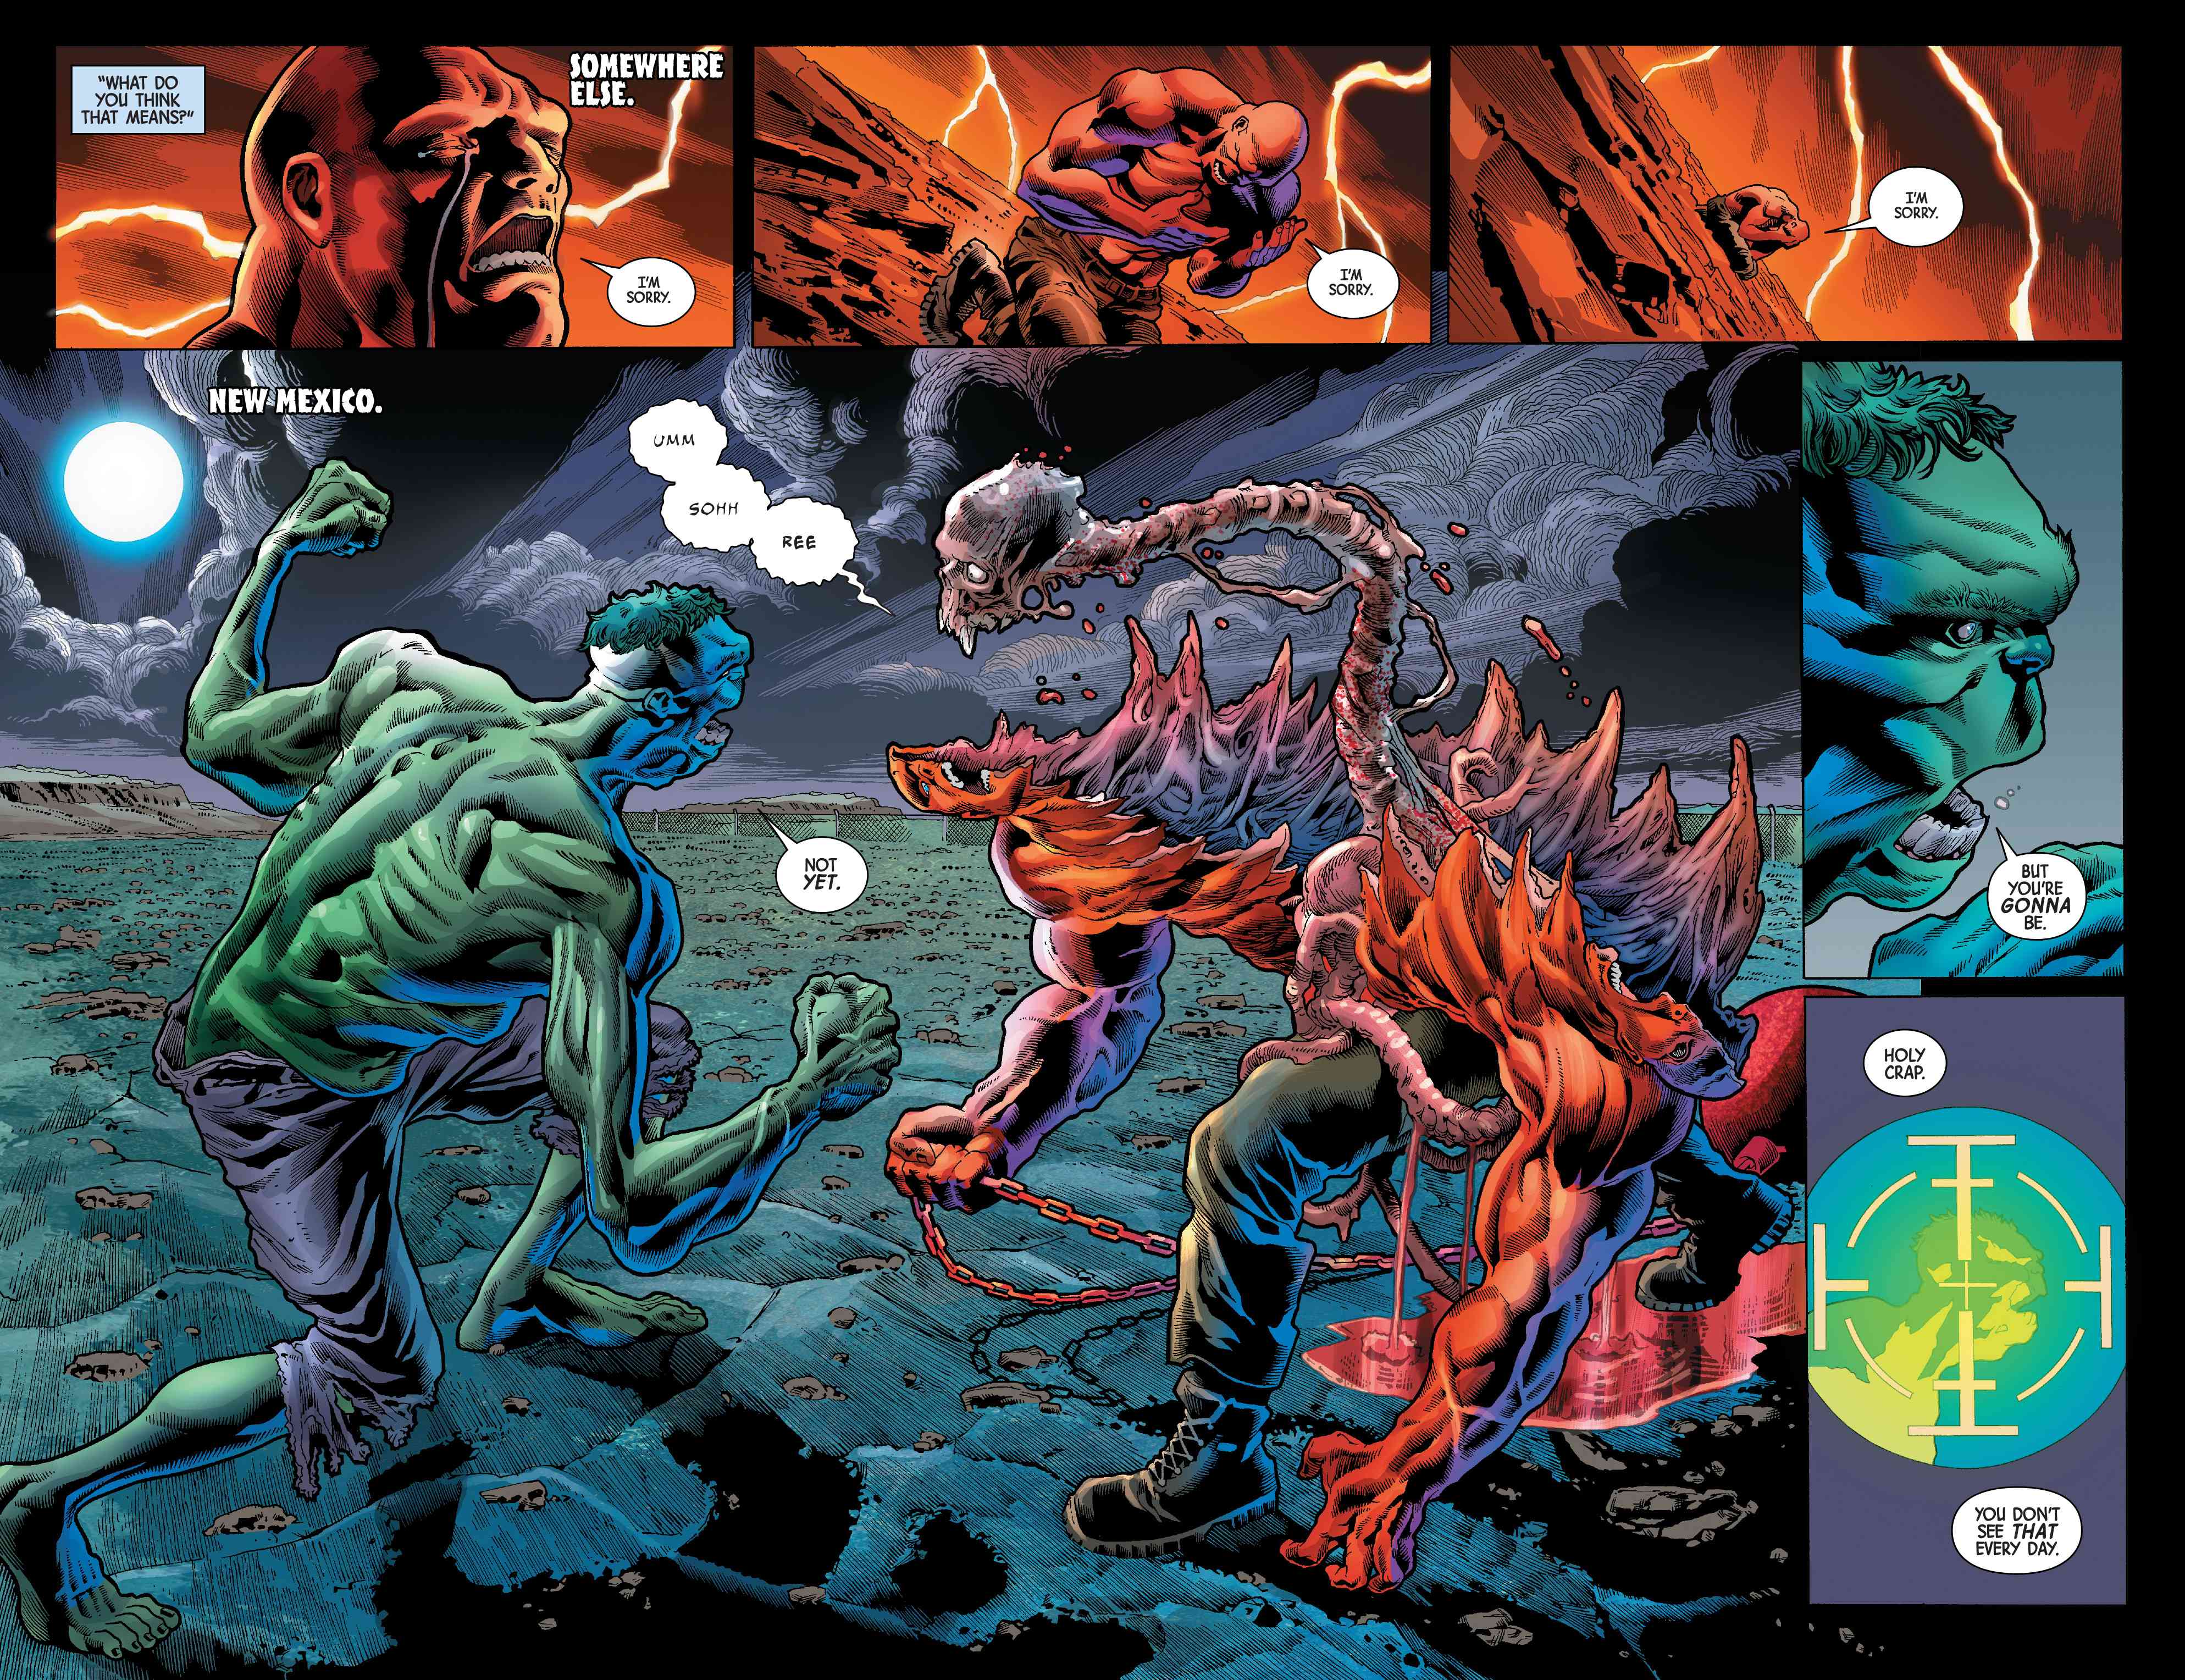 "WHAT DO
YOU THINK
THAT MEANS?"
SOMEWHERE
ELSE.
I'M
SORRY.
I'M
SORRY.
I'M
SORRY.
NEW MEXICO.
UMM
SOHH
REE
NOT
YET.
BUT
YOU'RE
GONNA
BE.
HOLY
CRAP.
YOU DON'T
SEE THAT
EVERY DAY.